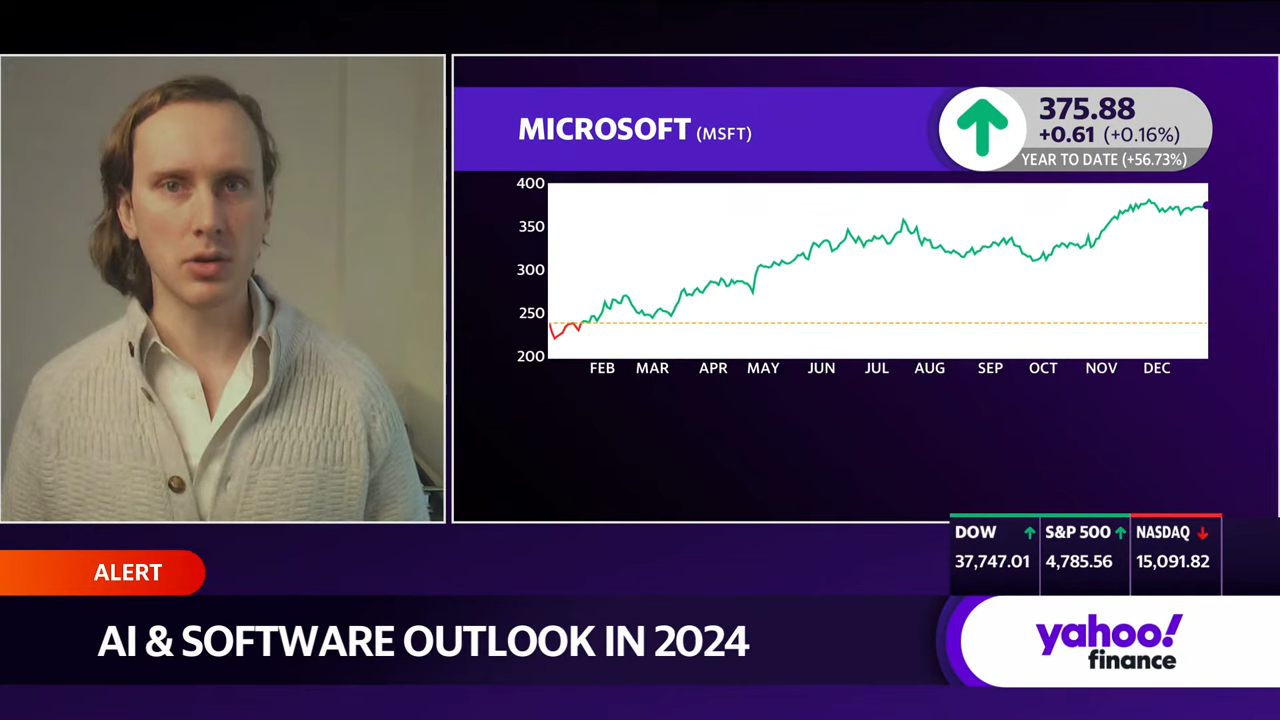 MICROSOFT (MSFT)
375.88
+0.61 (+0.16%)
YEAR TO DATE (+56.73%)
400
350
300
250
200
FEB MAR APR MAY JUN JUL AUG SEP OCT NOV DEC
DOW S&P 500 NASDAQ
37,747.01 4,785.56 15,091.82
ALERT
AI & SOFTWARE OUTLOOK IN 2024
yahoo!
finance